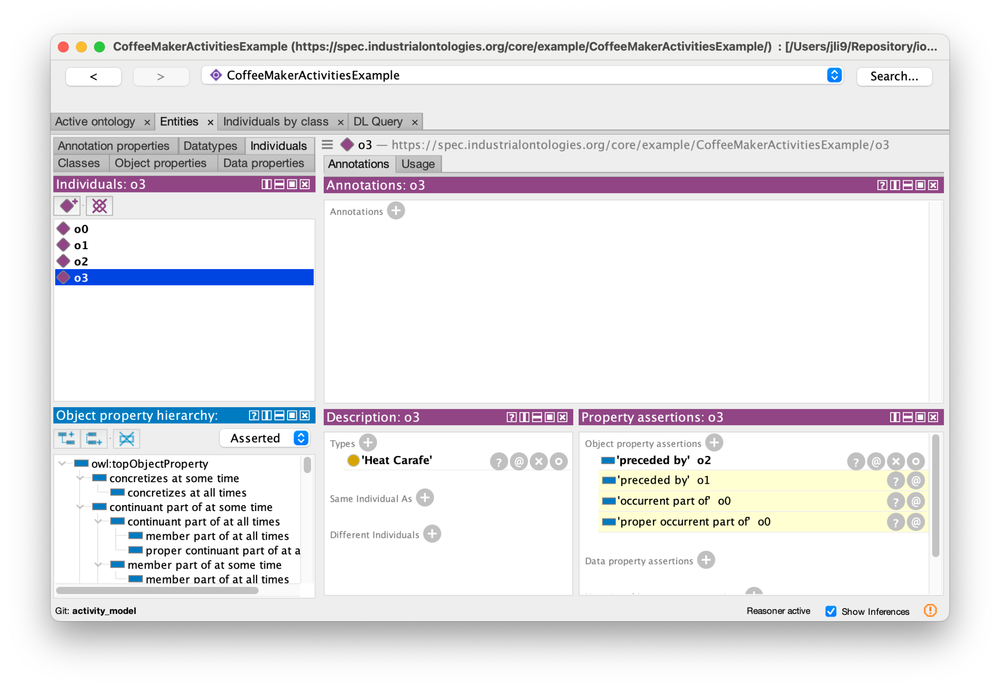 CoffeeMakerActivitiesExample (https://spec.industrialontologies.org/core/example/CoffeeMakerActivitiesExample/) : [/Users/jli9/Repository/io...
< > CoffeeMakerActivitiesExample Search...
Active ontology × Entities × Individuals by class × DL Query ×
Annotation properties Datatypes Individuals
Classes Object properties Data properties
Individuals: o3
o0
o1
o2
o3
Object property hierarchy:
Asserted
owl:topObjectProperty
concretizes at some time
concretizes at all times
continuant part of at some time
continuant part of at all times
member part of at all times
proper continuant part of at a
member part of at some time
member part of at all times
o3 — https://spec.industrialontologies.org/core/example/CoffeeMakerActivitiesExample/o3
Annotations Usage
Annotations: o3
Annotations
Description: o3
Types
'Heat Carafe'
Same Individual As
Different Individuals
Property assertions: o3
Object property assertions
'preceded by' o2
'preceded by' o1
'occurrent part of' o0
'proper occurrent part of' o0
Data property assertions
Git: activity_model
Reasoner active Show Inferences